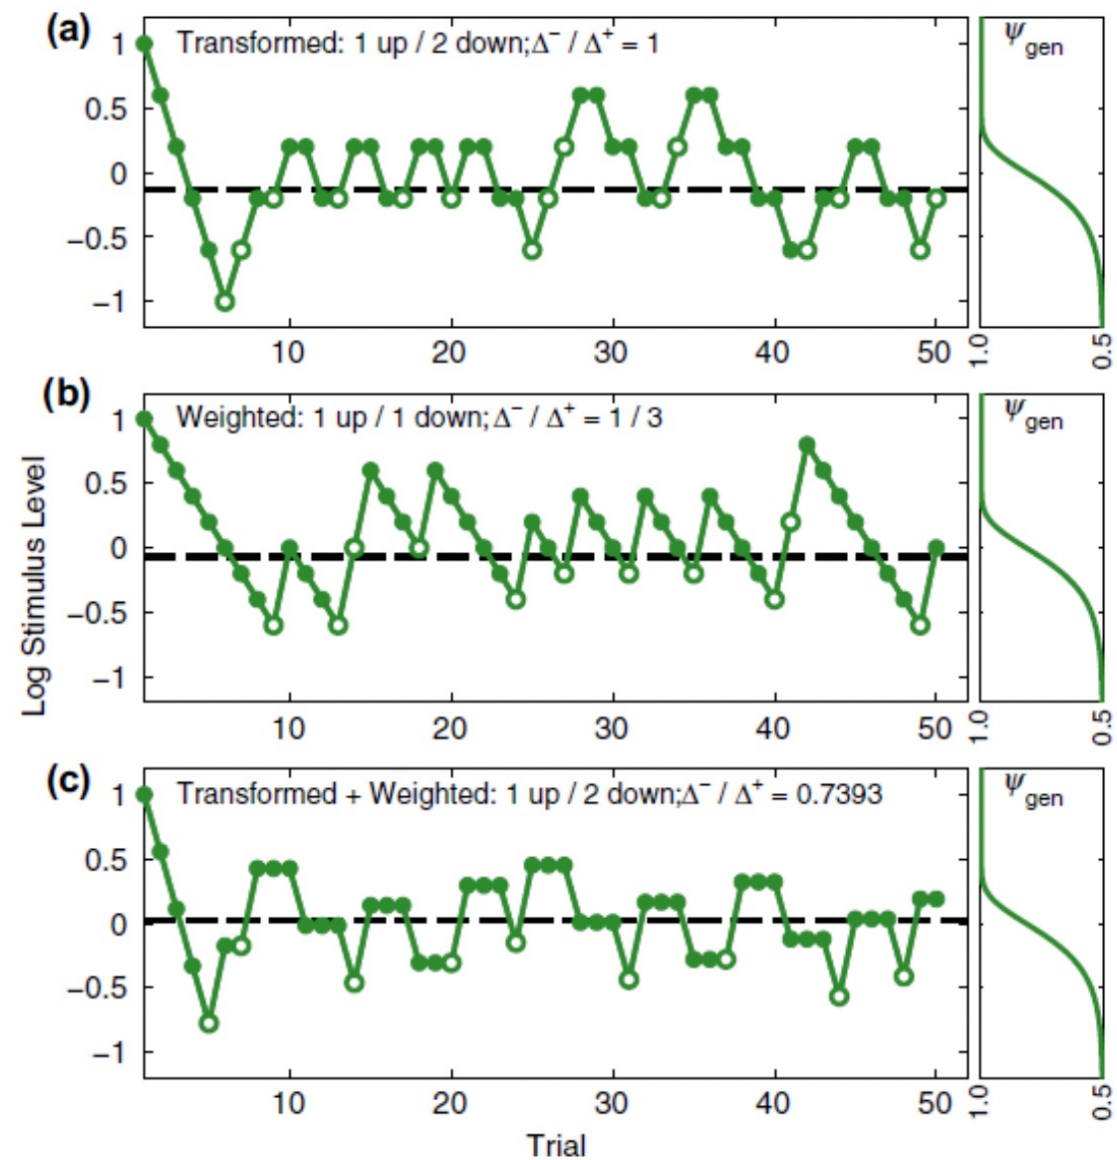 (a)
Transformed: 1 up / 2 down;Δ⁻ / Δ⁺ = 1
ψgen
1
0.5
0
−0.5
−1
10 20 30 40 50
1.0 0.5
(b)
Weighted: 1 up / 1 down;Δ⁻ / Δ⁺ = 1 / 3
ψgen
1
0.5
0
−0.5
−1
10 20 30 40 50
1.0 0.5
Log Stimulus Level
(c)
Transformed + Weighted: 1 up / 2 down;Δ⁻ / Δ⁺ = 0.7393
ψgen
1
0.5
0
−0.5
−1
10 20 30 40 50
1.0 0.5
Trial